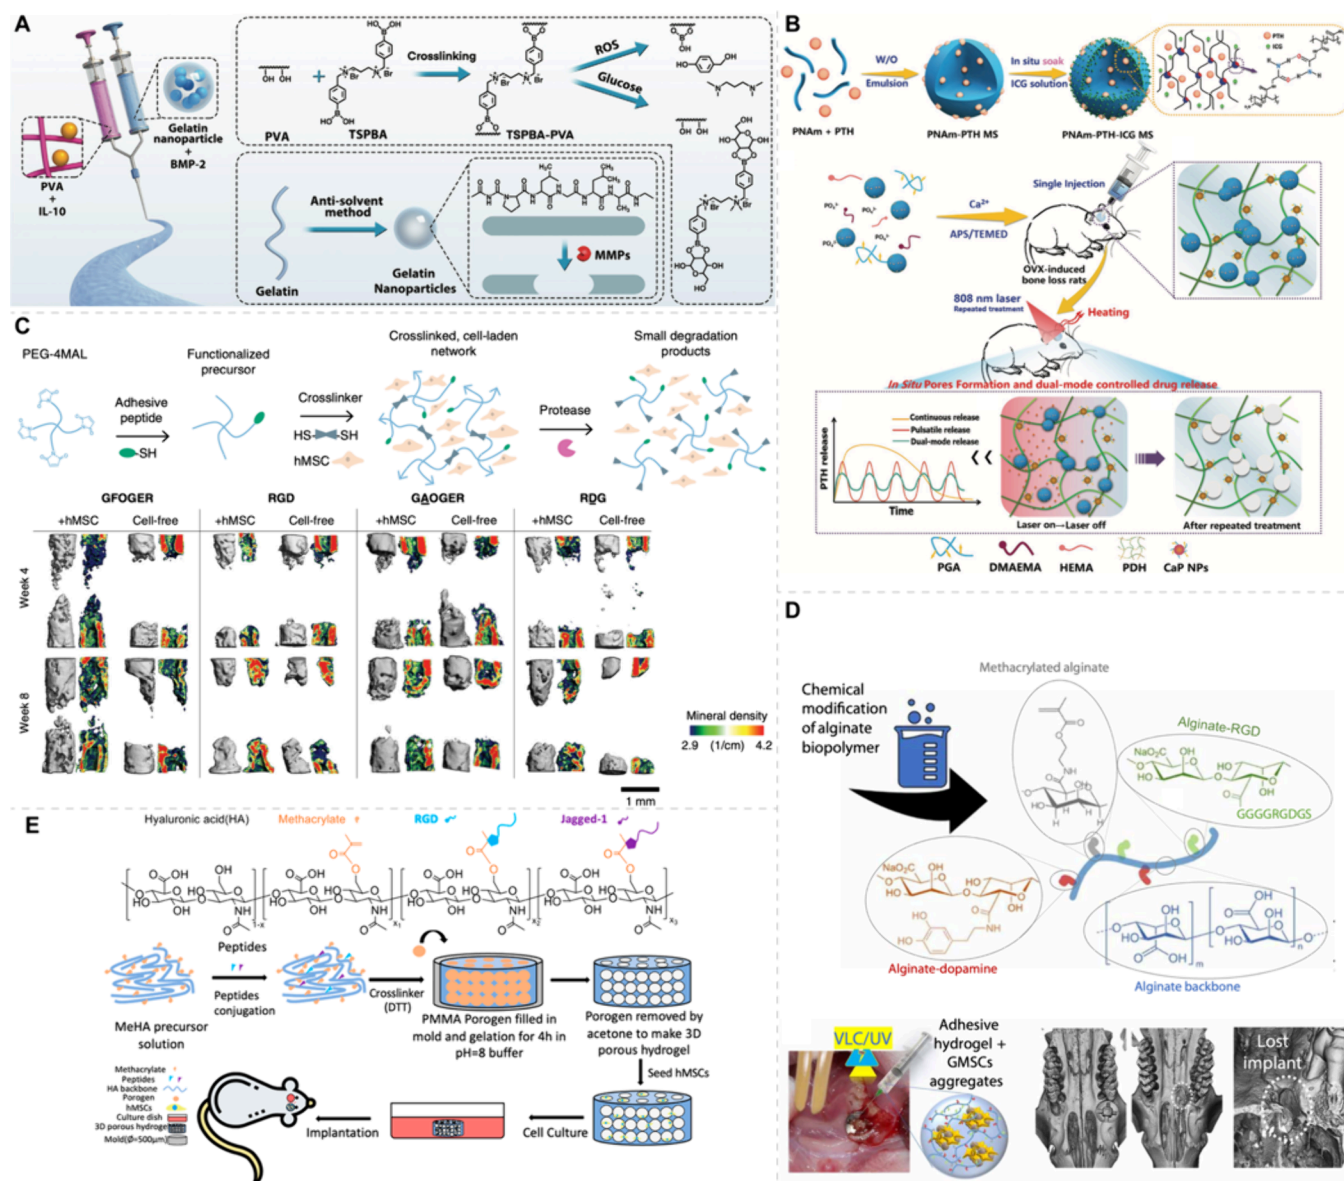 A
PVA
+
IL-10
Gelatin
nanoparticle
+
BMP-2
PVA
+
TSPBA
Crosslinking
TSPBA-PVA
ROS
Glucose
Gelatin
Anti-solvent
method
Gelatin
Nanoparticles
MMPs
B
PNAm + PTH
W/O
Emulsion
PNAm-PTH MS
In situ soak
ICG solution
PNAm-PTH-ICG MS
PTH
ICG
Single Injection
Ca²⁺
APS/TEMED
OVX-induced
bone loss rats
808 nm laser
Repeated treatment
Heating
In Situ Pores Formation and dual-mode controlled drug release
PTH release
Time
Continuous release
Pulsatile release
Dual-mode release
Laser on→Laser off
After repeated treatment
PGA
DMAEMA
HEMA
PDH
CaP NPs
C
PEG-4MAL
Adhesive
peptide
-SH
Functionalized
precursor
Crosslinker
HS-SH
hMSC
Crosslinked, cell-laden
network
Protease
Small degradation
products
GFOGER RGD GAOGER RDG
+hMSC Cell-free +hMSC Cell-free +hMSC Cell-free +hMSC Cell-free
Week 4
Week 8
Mineral density
2.9 (1/cm) 4.2
1 mm
D
Chemical
modification
of alginate
biopolymer
Methacrylated alginate
Alginate-RGD
GGGGRGDGS
Alginate-dopamine
Alginate backbone
VLC/UV
Adhesive
hydrogel +
GMSCs
aggregates
Lost
implant
E
Hyaluronic acid(HA)
Methacrylate
RGD
Jagged-1
MeHA precursor
solution
Peptides
Peptides
conjugation
Crosslinker
(DTT)
PMMA Porogen filled in
mold and gelation for 4h in
pH=8 buffer
Porogen removed by
acetone to make 3D
porous hydrogel
Seed hMSCs
Cell Culture
Implantation
Methacrylate
Peptides
HA backbone
Porogen
hMSCs
Culture dish
3D porous hydroge
Mold(Ø=500µm)